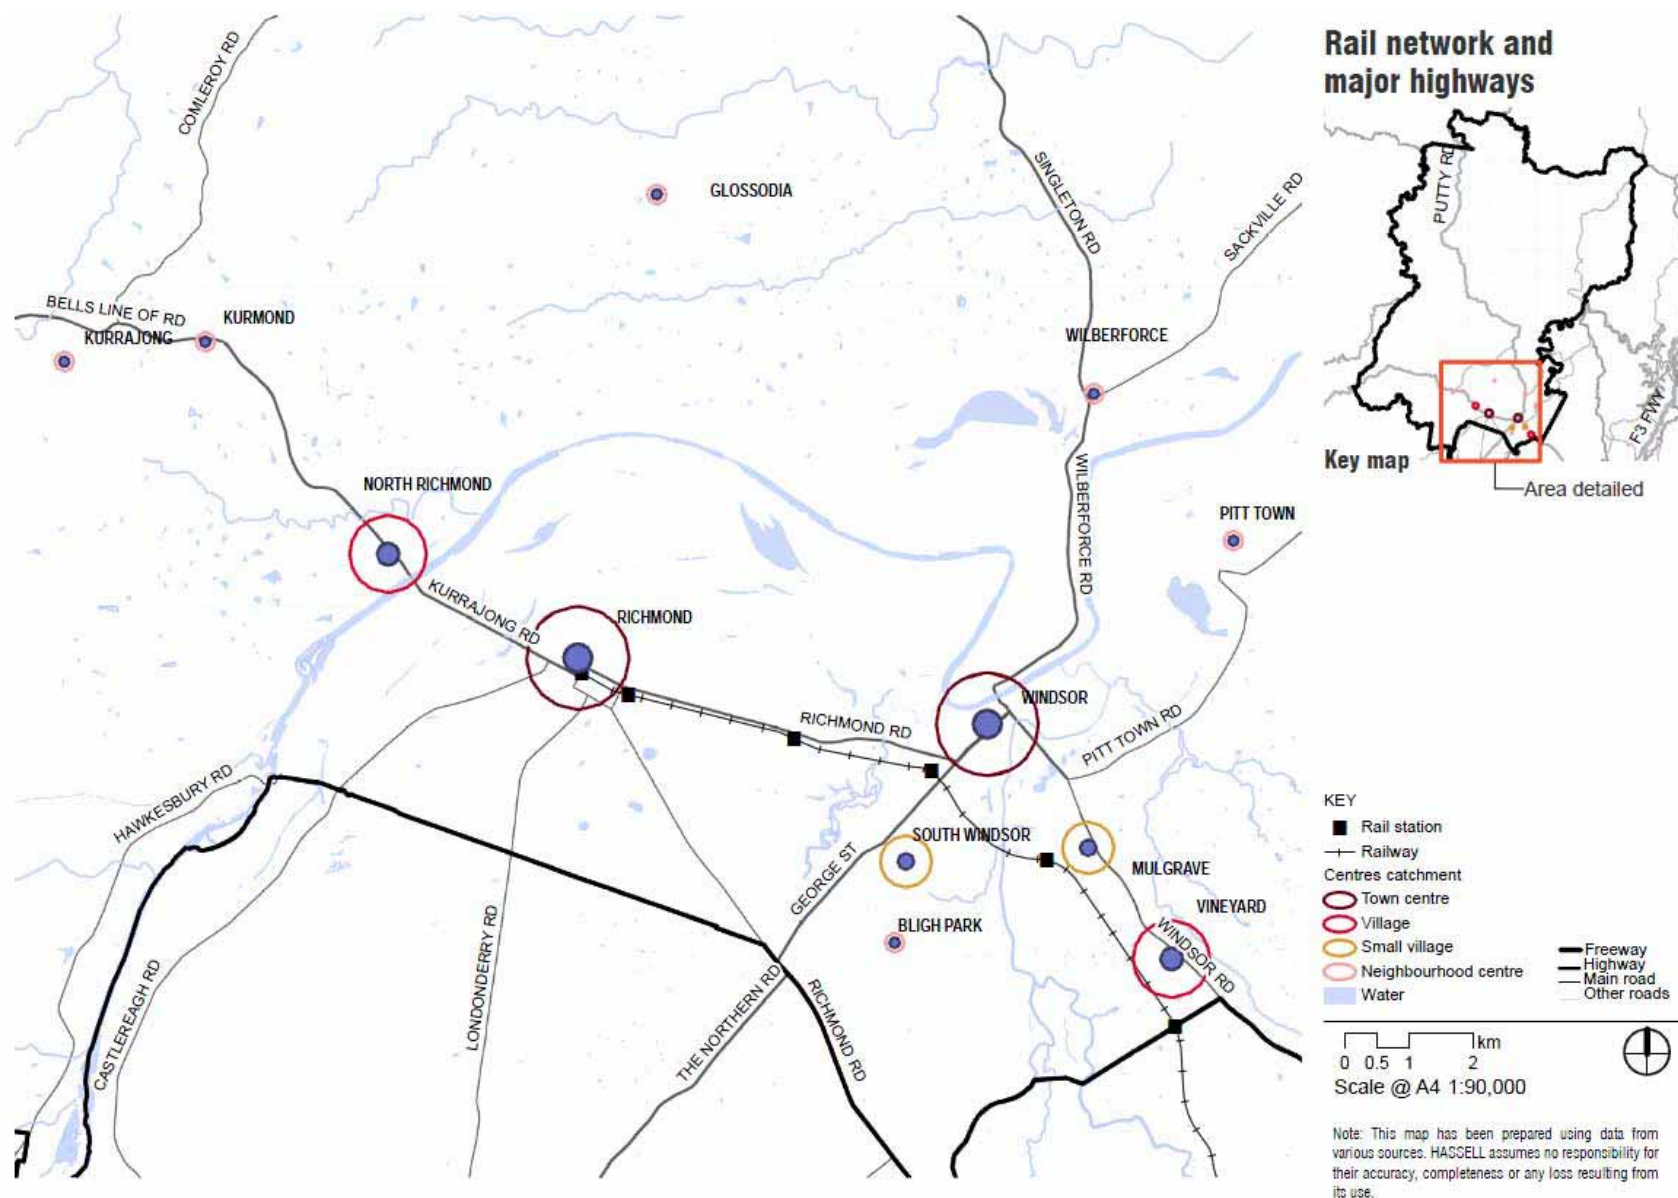 Rail network and
major highways
COMLEROY RD
SINGLETON RD
SACKVILLE RD
PUTTY RD
GLOSSODIA
BELLS LINE OF RD
KURMOND
KURRAJONG
WILBERFORCE
F3 FWY
Key map
Area detailed
NORTH RICHMOND
WILBERFORCE RD
PITT TOWN
KURRAJONG RD
RICHMOND
WINDSOR
RICHMOND RD
PITT TOWN RD
HAWKESBURY RD
SOUTH WINDSOR
GEORGE ST
MULGRAVE
VINEYARD
BLIGH PARK
WINDSOR RD
LONDONDERRY RD
CASTLEREAGH RD
THE NORTHERN RD
RICHMOND RD
KEY
Rail station
Railway
Centres catchment
Town centre
Village
Small village
Neighbourhood centre
Water
Freeway
Highway
Main road
Other roads
km
0 0.5 1 2
Scale @ A4 1:90,000
Note: This map has been prepared using data from
various sources. HASSELL assumes no responsibility for
their accuracy, completeness or any loss resulting from
its use.